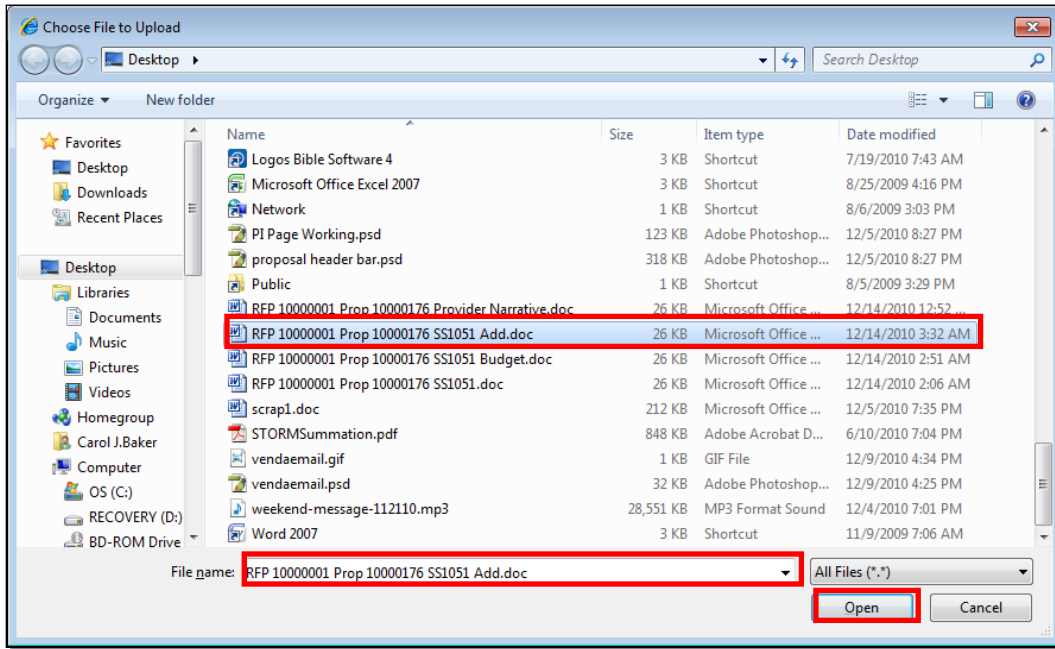 Choose File to Upload
Desktop
Search Desktop
Organize New folder
Favorites
Desktop
Downloads
Recent Places
Desktop
Libraries
Documents
Music
Pictures
Videos
Homegroup
Carol J.Baker
Computer
OS (C:)
RECOVERY (D:)
BD-ROM Drive
Name Size Item type Date modified
Logos Bible Software 4 3 KB Shortcut 7/19/2010 7:43 AM
Microsoft Office Excel 2007 3 KB Shortcut 8/25/2009 4:16 PM
Network 1 KB Shortcut 8/6/2009 3:03 PM
PI Page Working.psd 123 KB Adobe Photoshop... 12/5/2010 8:27 PM
proposal header bar.psd 318 KB Adobe Photoshop... 12/5/2010 8:27 PM
Public 1 KB Shortcut 8/5/2009 3:29 PM
RFP 10000001 Prop 10000176 Provider Narrative.doc 26 KB Microsoft Office ... 12/14/2010 12:52 ...
RFP 10000001 Prop 10000176 SS1051 Add.doc 26 KB Microsoft Office ... 12/14/2010 3:32 AM
RFP 10000001 Prop 10000176 SS1051 Budget.doc 26 KB Microsoft Office ... 12/14/2010 2:51 AM
RFP 10000001 Prop 10000176 SS1051.doc 26 KB Microsoft Office ... 12/14/2010 2:06 AM
scrap1.doc 212 KB Microsoft Office ... 12/5/2010 7:35 PM
STORMSummation.pdf 848 KB Adobe Acrobat D... 6/10/2010 7:04 PM
vendaemail.gif 1 KB GIF File 12/9/2010 4:34 PM
vendaemail.psd 32 KB Adobe Photoshop... 12/9/2010 4:25 PM
weekend-message-112110.mp3 28,551 KB MP3 Format Sound 12/4/2010 7:01 PM
Word 2007 3 KB Shortcut 11/9/2009 7:06 AM
File name: RFP 10000001 Prop 10000176 SS1051 Add.doc All Files (*.*)
Open Cancel